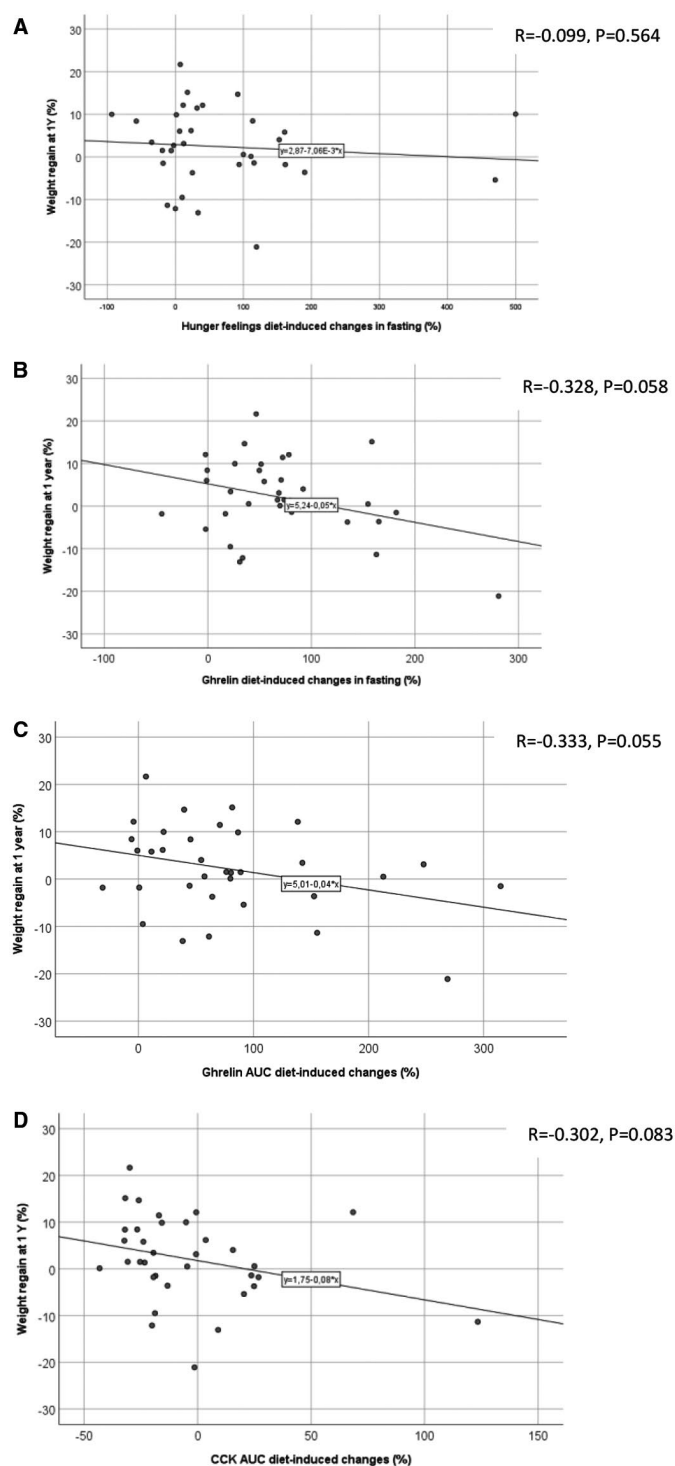 A
R=-0.099, P=0.564
30
20
10
0
-10
-20
-30
Weight regain at 1Y (%)
y=2,87-7,06E-3*x
-100 0 100 200 300 400 500
Hunger feelings diet-induced changes in fasting (%)
B
R=-0.328, P=0.058
30
20
10
0
-10
-20
-30
Weight regain at 1 year (%)
y=5,24-0,05*x
-100 0 100 200 300
Ghrelin diet-induced changes in fasting (%)
C
R=-0.333, P=0.055
30
20
10
0
-10
-20
-30
Weight regain at 1 year (%)
y=5,01-0,04*x
0 100 200 300
Ghrelin AUC diet-induced changes (%)
D
R=-0.302, P=0.083
30
20
10
0
-10
-20
-30
Weight regain at 1 Y (%)
y=1,75-0,08*x
-50 0 50 100 150
CCK AUC diet-induced changes (%)